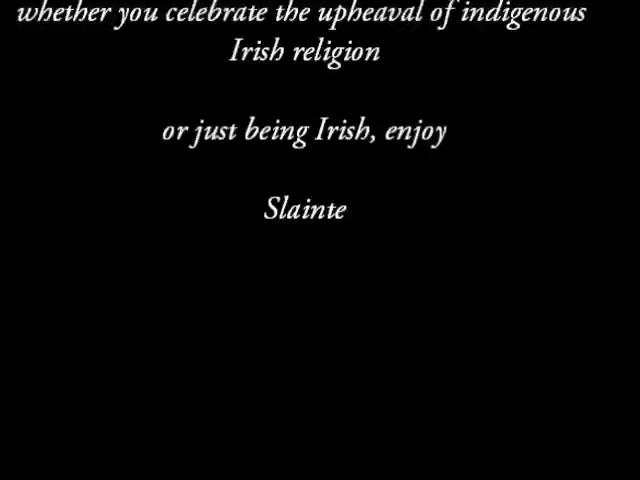 whether you celebrate the upheaval of indigenous
Irish religion
or just being Irish, enjoy
Slainte